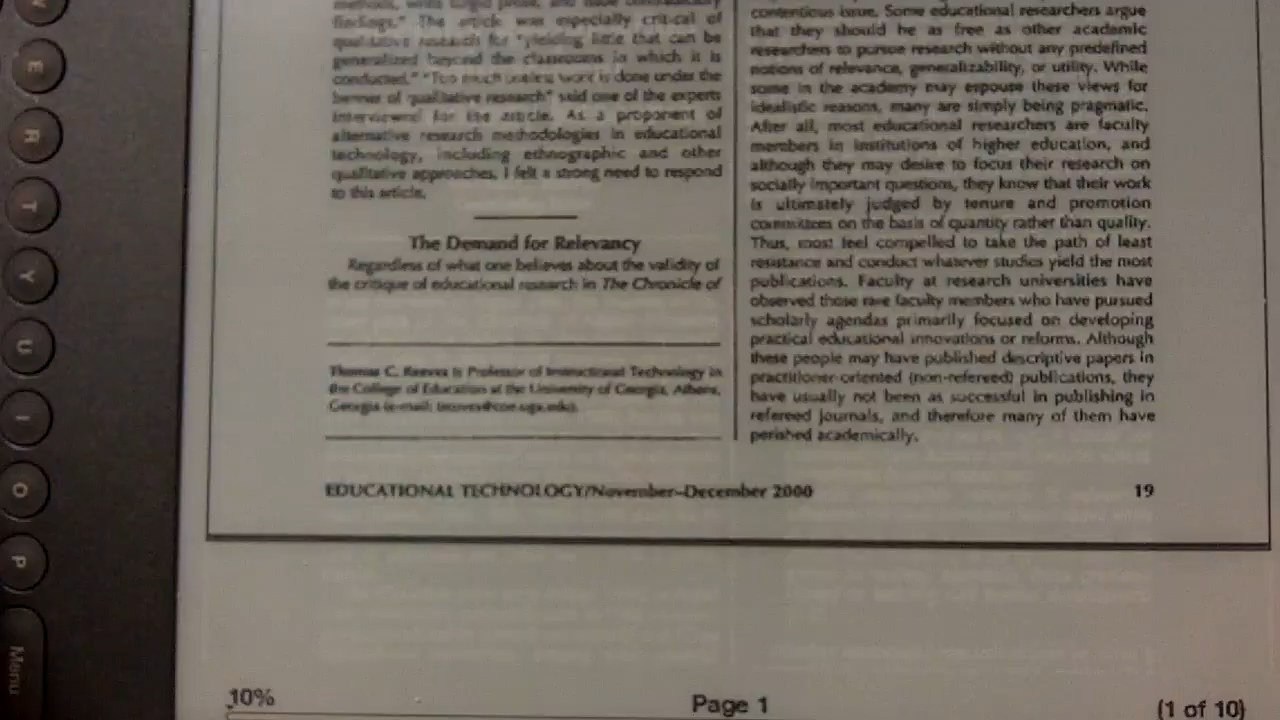 findings." The article was especially critical of
qualitative research for "yielding little that can be
generalized beyond the classrooms in which it is
conducted." "Too much useless work is done under the
banner of 'qualitative research'" said one of the experts
interviewed for the article. As a proponent of
alternative research methodologies in educational
technology, including ethnographic and other
qualitative approaches, I felt a strong need to respond
to this article.
The Demand for Relevancy
Regardless of what one believes about the validity of
the critique of educational research in The Chronicle of
Thomas C. Reeves is Professor of Instructional Technology in
the College of Education at the University of Georgia, Athens,
Georgia (e-mail:
contentious issue. Some educational researchers argue
that they should be as free as other academic
researchers to pursue research without any predefined
notions of relevance, generalizability, or utility. While
some in the academy may espouse these views for
idealistic reasons, many are simply being pragmatic.
After all, most educational researchers are faculty
members in institutions of higher education, and
although they may desire to focus their research on
socially important questions, they know that their work
is ultimately judged by tenure and promotion
committees on the basis of quantity rather than quality.
Thus, most feel compelled to take the path of least
resistance and conduct whatever studies yield the most
publications. Faculty at research universities have
observed those rare faculty members who have pursued
scholarly agendas primarily focused on developing
practical educational innovations or reforms. Although
these people may have published descriptive papers in
practitioner-oriented (non-refereed) publications, they
have usually not been as successful in publishing in
refereed journals, and therefore many of them have
perished academically.
EDUCATIONAL TECHNOLOGY/November–December 2000
19
10%
Page 1
(1 of 10)
E
R
T
Y
U
I
O
P
Menu